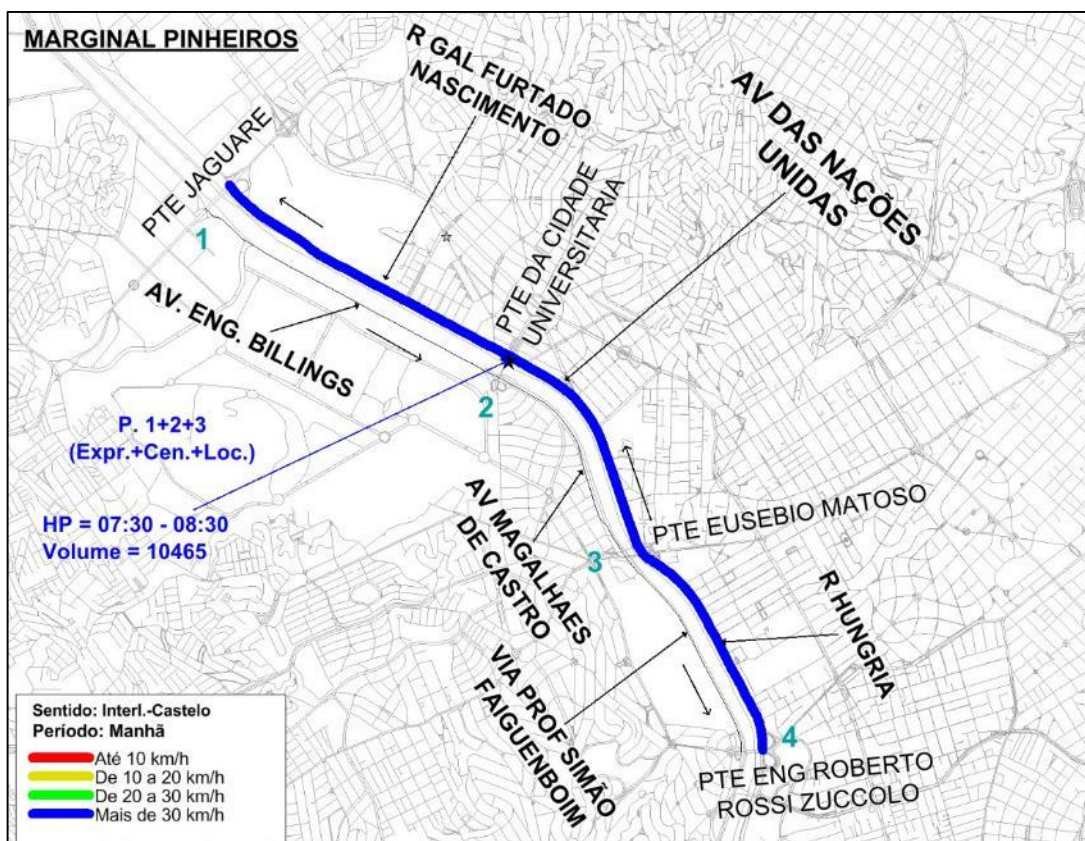 MARGINAL PINHEIROS
R GAL FURTADO
NASCIMENTO
AV DAS NAÇÕES
UNIDAS
PTE JAGUARE
1
PTE DA CIDADE
UNIVERSITARIA
AV. ENG. BILLINGS
2
P. 1+2+3
(Expr.+Cen.+Loc.)
HP = 07:30 - 08:30
Volume = 10465
AV MAGALHAES
DE CASTRO
3
PTE EUSEBIO MATOSO
R HUNGRIA
VIA PROF SIMÃO
FAIGUENBOIM
4
PTE ENG ROBERTO
ROSSI ZUCCOLO
Sentido: Interl.-Castelo
Período: Manhã
Até 10 km/h
De 10 a 20 km/h
De 20 a 30 km/h
Mais de 30 km/h